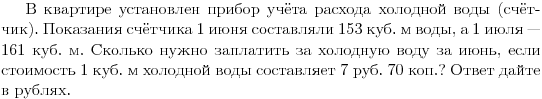 В квартире установлен прибор учёта расхода холодной воды (счёт-
чик). Показания счётчика 1 июня составляли 153 куб. м воды, а 1 июля —
161 куб. м. Сколько нужно заплатить за холодную воду за июнь, если
стоимость 1 куб. м холодной воды составляет 7 руб. 70 коп.? Ответ дайте
в рублях.